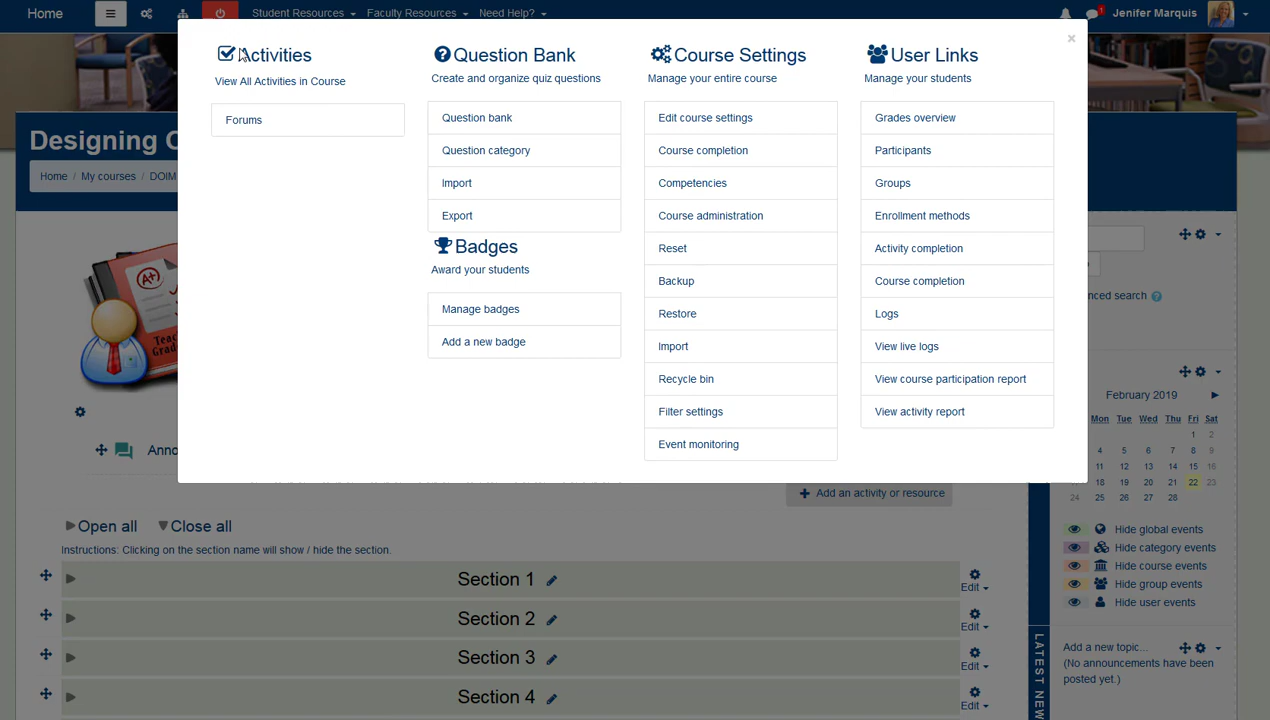 Home
Student Resources
Faculty Resources
Need Help?
1
Jenifer Marquis
×
Activities
View All Activities in Course
Forums
Question Bank
Create and organize quiz questions
Question bank
Question category
Import
Export
Badges
Award your students
Manage badges
Add a new badge
Course Settings
Manage your entire course
Edit course settings
Course completion
Competencies
Course administration
Reset
Backup
Restore
Import
Recycle bin
Filter settings
Event monitoring
User Links
Manage your students
Grades overview
Participants
Groups
Enrollment methods
Activity completion
Course completion
Logs
View live logs
View course participation report
View activity report
Designing C
Home / My courses / DOIM
A+
Anno
Add an activity or resource
Open all
Close all
Instructions: Clicking on the section name will show / hide the section.
Section 1
Edit
Section 2
Edit
Section 3
Edit
Section 4
Edit
nced search
February 2019
Mon Tue Wed Thu Fri Sat
1 2
4 5 6 7 8 9
11 12 13 14 15 16
18 19 20 21 22 23
24 25 26 27 28
Hide global events
Hide category events
Hide course events
Hide group events
Hide user events
LATEST NEW
Add a new topic...
(No announcements have been
posted yet.)